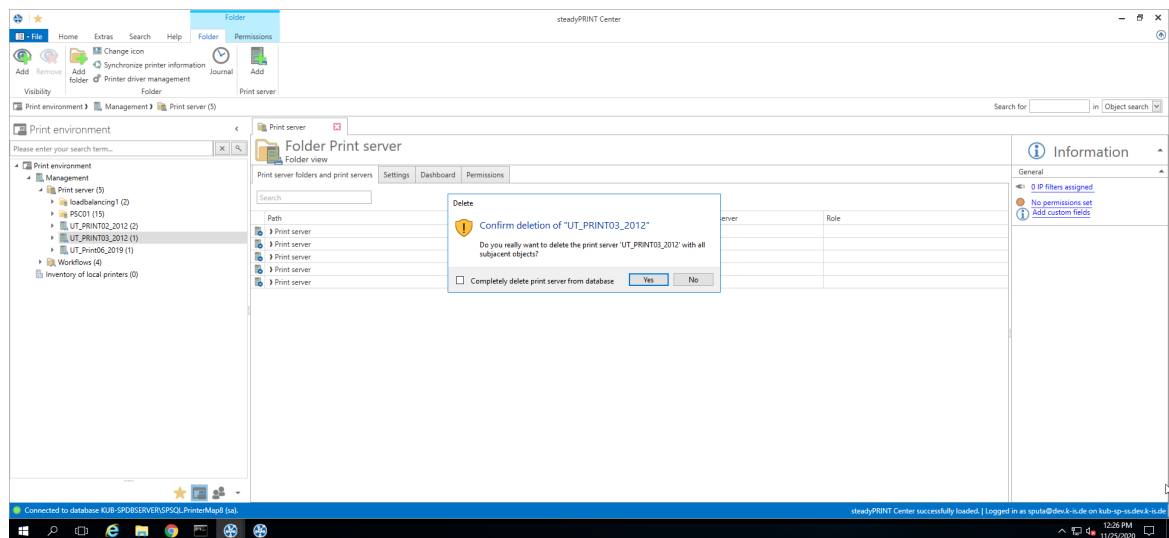 Folder
steadyPRINT Center
File Home Extras Search Help Folder Permissions
Add Remove Add folder Change icon
Synchronize printer information
Printer driver management
Journal Add
Visibility Folder Print server
Print environment Management Print server (5) Search for in Object search
Print environment
Please enter your search term...
Print environment
Management
Print server (5)
loadbalancing1 (2)
PSC01 (15)
UT_PRINT02_2012 (2)
UT_PRINT03_2012 (1)
UT_Print06_2019 (1)
Workflows (4)
Inventory of local printers (0)
Print server
Folder Print server
Folder view
Print server folders and print servers Settings Dashboard Permissions
Search
Path erver Role
Print server
Print server
Print server
Print server
Print server
Delete
Confirm deletion of "UT_PRINT03_2012"
Do you really want to delete the print server 'UT_PRINT03_2012' with all
subjacent objects?
Completely delete print server from database Yes No
Information
General
0 IP filters assigned
No permissions set
Add custom fields
Connected to database KUB-SPDBSERVER\SPSQL.PrinterMap8 (sa). steadyPRINT Center successfully loaded. | Logged in as sputa@dev.k-is.de on kub-sp-ss.dev.k-is.de
12:26 PM
11/25/2020